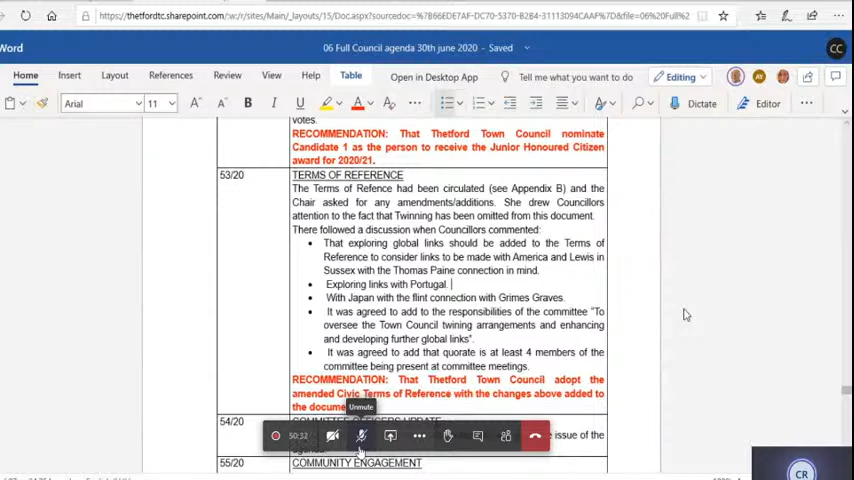 https://thetfordtc.sharepoint.com/:w:/r/sites/Main/_layouts/15/Doc.aspx?sourcedoc=%7B66EDE7AF-DC70-5370-B2B4-31113D94CAAF%7D&file=06%20Full%2
Word
06 Full Council agenda 30th june 2020 - Saved
CC
Home Insert Layout References Review View Help Table Open in Desktop App Tell me what you want to do Editing AY
Arial 11 A A B I U A A Dictate Editor
votes.
RECOMMENDATION: That Thetford Town Council nominate
Candidate 1 as the person to receive the Junior Honoured Citizen
award for 2020/21.
53/20 TERMS OF REFERENCE
The Terms of Refence had been circulated (see Appendix B) and the
Chair asked for any amendments/additions. She drew Councillors
attention to the fact that Twinning has been omitted from this document.
There followed a discussion when Councillors commented:
• That exploring global links should be added to the Terms of
Reference to consider links to be made with America and Lewis in
Sussex with the Thomas Paine connection in mind.
• Exploring links with Portugal.
• With Japan with the flint connection with Grimes Graves.
• It was agreed to add to the responsibilities of the committee "To
oversee the Town Council twining arrangements and enhancing
and developing further global links".
• It was agreed to add that quorate is at least 4 members of the
committee being present at committee meetings.
RECOMMENDATION: That Thetford Town Council adopt the
amended Civic Terms of Reference with the changes above added to
the docume
Unmute
54/20 COMMITTEE OFFICERS UPDATE
50:32
issue of the
55/20 COMMUNITY ENGAGEMENT
CR